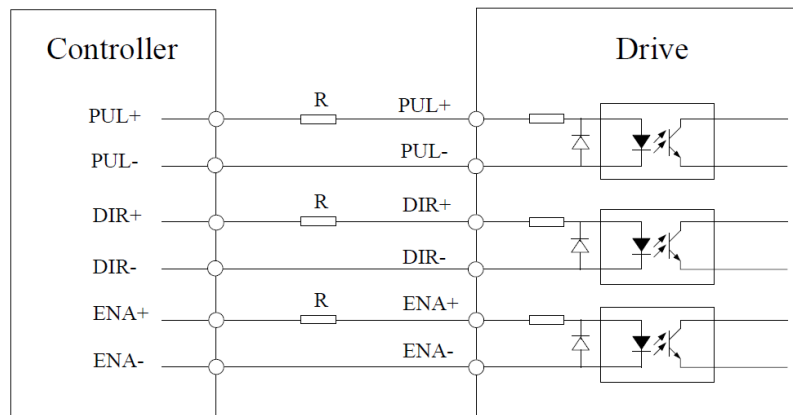 Controller
Drive
R
PUL+
PUL+
PUL-
PUL-
R
DIR+
DIR+
DIR-
DIR-
R
ENA+
ENA+
ENA-
ENA-